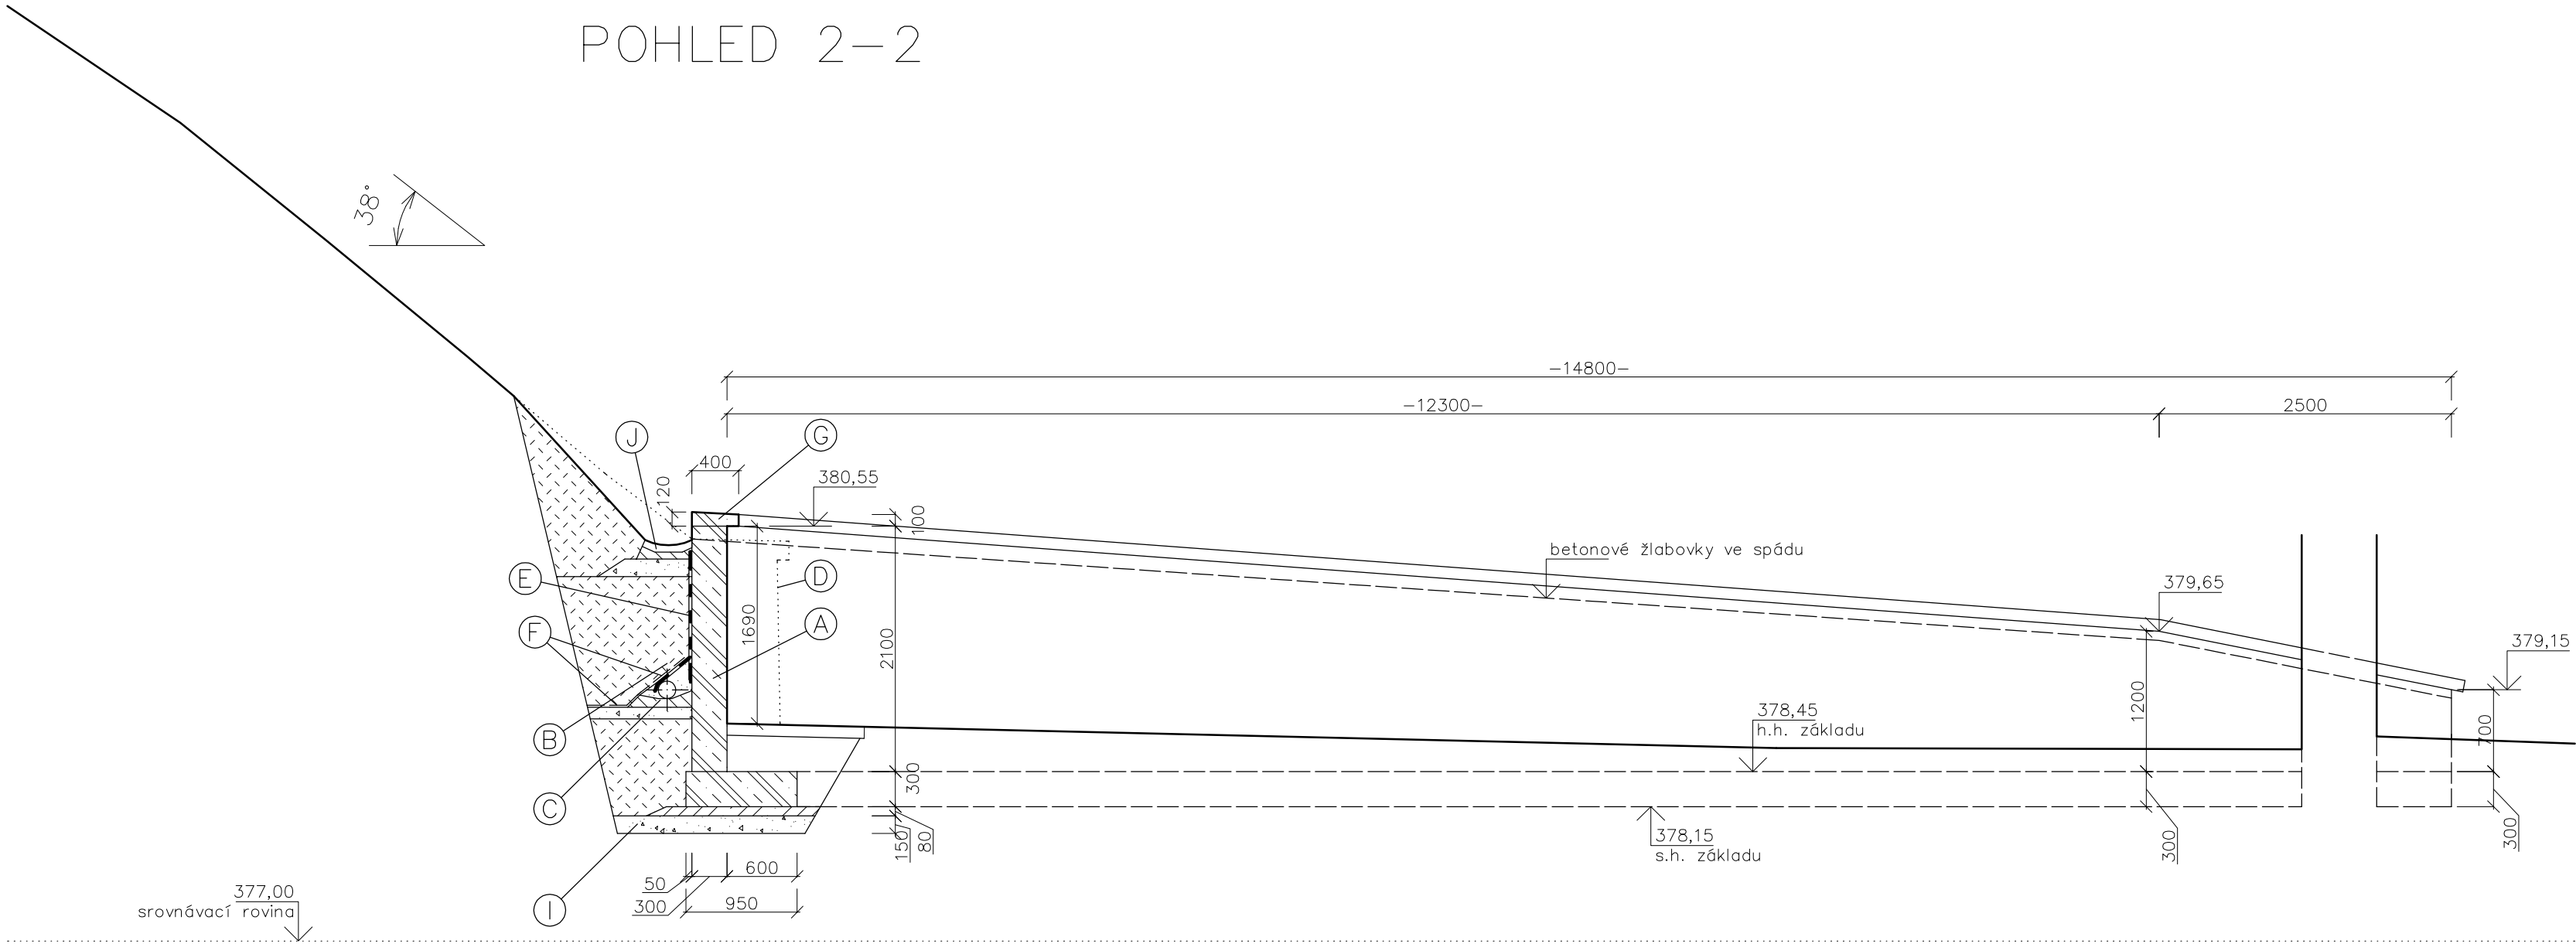 POHLED 2-2
38°
-14800-
-12300-
2500
J
G
400
380,55
120
100
betonové žlabovky ve spádu
E
D
379,65
F
A
1690
2100
379,15
1200
378,45
h.h. základu
700
B
300
C
378,15
s.h. základu
150
80
300
300
600
50
300
950
I
377,00
srovnávací rovina